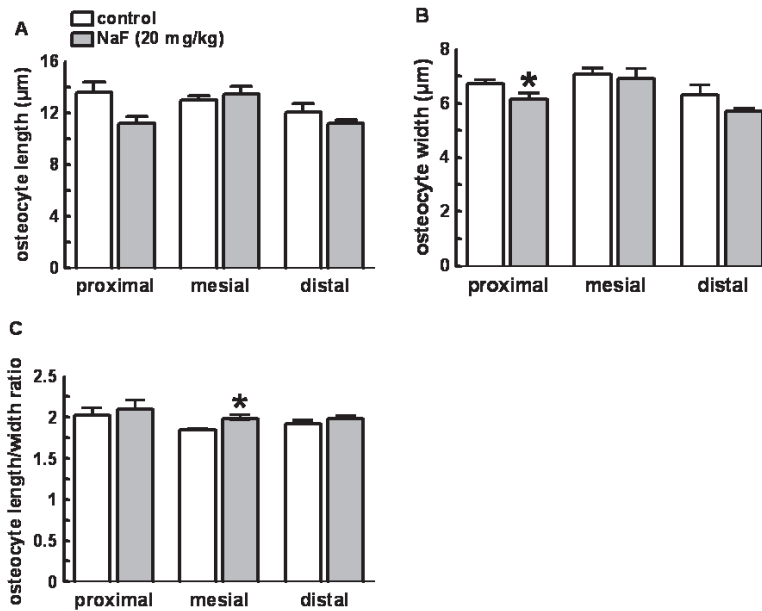 A
control
NaF (20 mg/kg)
osteocyte length (µm)
16
12
8
4
0
proximal mesial distal
B
osteocyte width (µm)
8
6
4
2
0
*
proximal mesial distal
C
osteocyte length/width ratio
2.5
2
1.5
1
0.5
0
*
proximal mesial distal